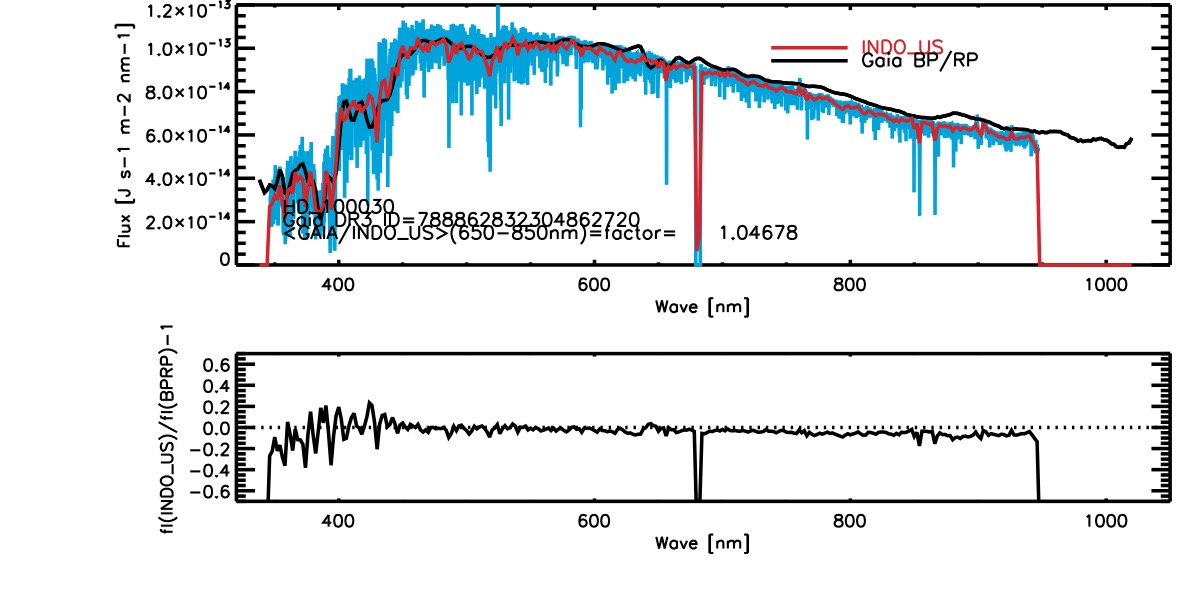 1.2×10−13
1.0×10−13
8.0×10−14
6.0×10−14
4.0×10−14
2.0×10−14
0
Flux [J s−1 m−2 nm−1]
INDO_US
Gaia BP/RP
HD 100030
Gaia DR3 ID=788862832304862720
<GAIA/INDO_US>(650−850nm)=factor= 1.04678
400 600 800 1000
Wave [nm]
0.6
0.4
0.2
0.0
−0.2
−0.4
−0.6
fl(INDO_US)/fl(BPRP)−1
400 600 800 1000
Wave [nm]